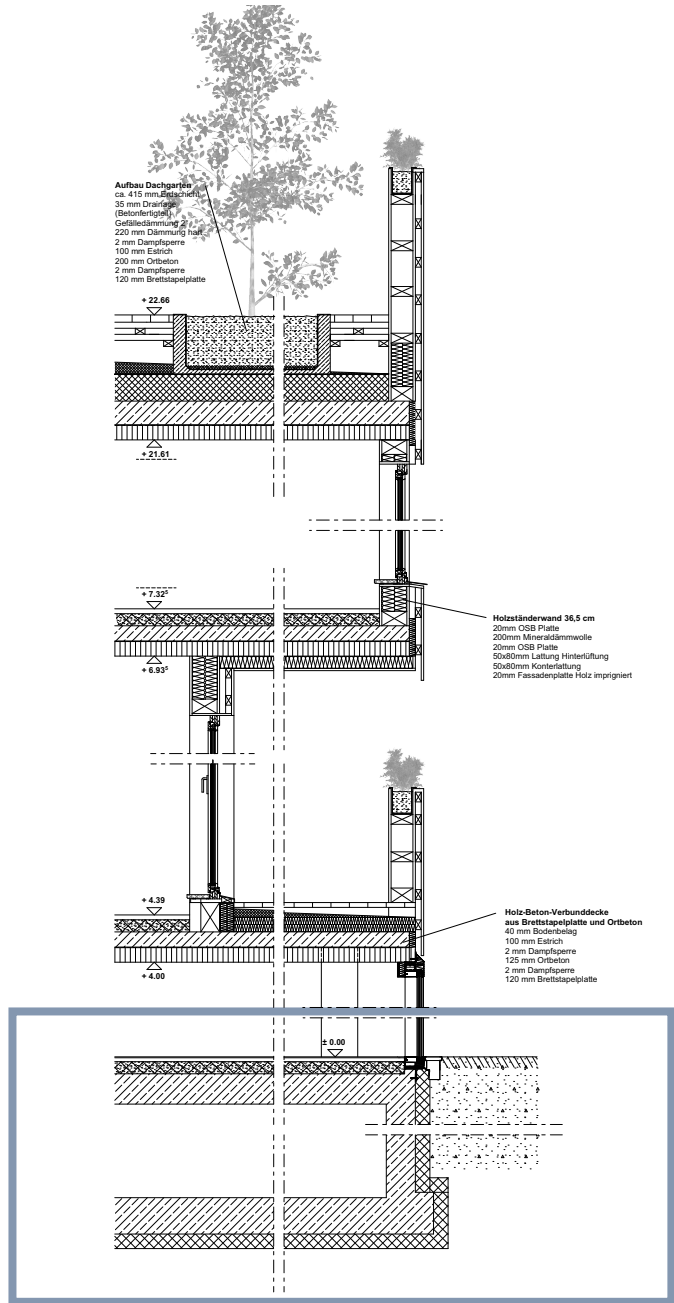 Aufbau Dachgarten
ca. 415 mm Erdschicht
35 mm Drainage
(Betonfertigteil)
Gefälledämmung 2°
220 mm Dämmung hart
2 mm Dampfsperre
100 mm Estrich
200 mm Ortbeton
2 mm Dampfsperre
120 mm Brettstapelplatte
+ 22.66
+ 21.61
+ 7.32⁵
Holzständerwand 36,5 cm
20mm OSB Platte
200mm Mineraldämmwolle
20mm OSB Platte
50x80mm Lattung Hinterlüftung
50x80mm Konterlattung
20mm Fassadenplatte Holz imprigniert
+ 6.93⁵
+ 4.39
Holz-Beton-Verbunddecke
aus Brettstapelplatte und Ortbeton
40 mm Bodenbelag
100 mm Estrich
2 mm Dampfsperre
125 mm Ortbeton
2 mm Dampfsperre
120 mm Brettstapelplatte
+ 4.00
± 0.00